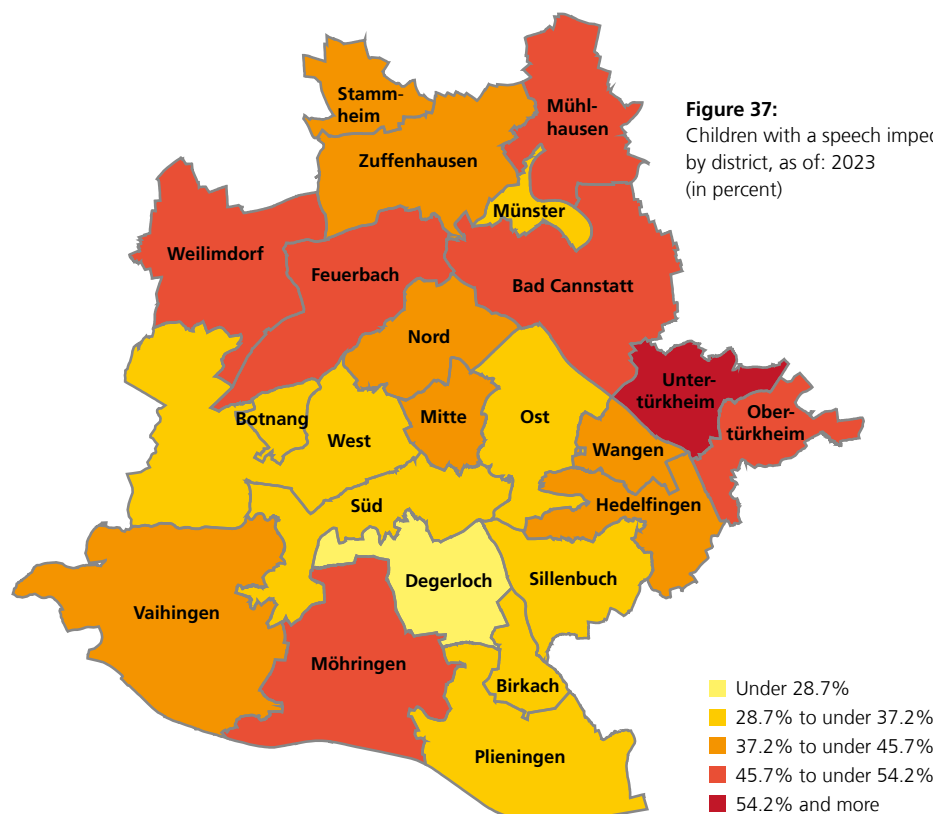 Stamm-
heim
Mühl-
hausen
Figure 37:
Children with a speech imped
by district, as of: 2023
(in percent)
Zuffenhausen
Münster
Weilimdorf
Feuerbach
Bad Cannstatt
Nord
Unter-
türkheim
Ober-
türkheim
Botnang
West
Mitte
Ost
Wangen
Süd
Hedelfingen
Degerloch
Sillenbuch
Vaihingen
Möhringen
Birkach
Plieningen
Under 28.7%
28.7% to under 37.2%
37.2% to under 45.7%
45.7% to under 54.2%
54.2% and more